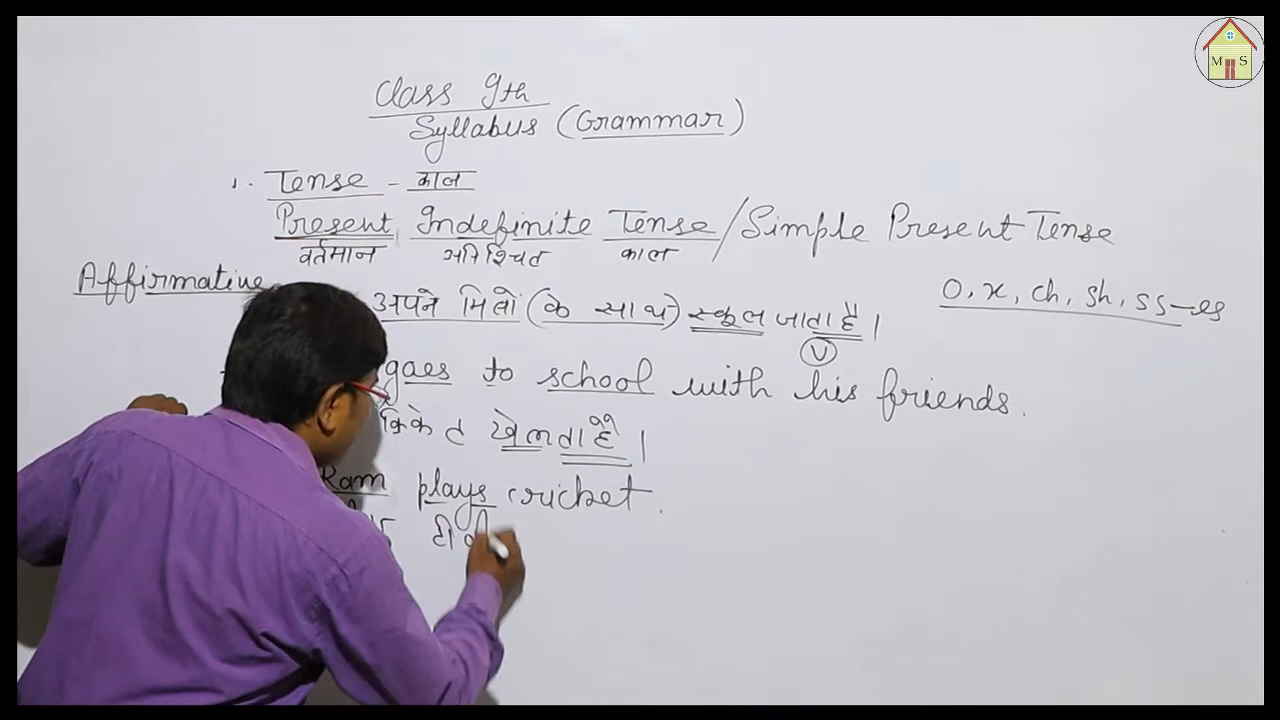 Class 9th
Syllabus (Grammar)
1. Tense - काल
Present Indefinite Tense / Simple Present Tense
वर्तमान अनिश्चित काल
Affirmative
O, x, ch, sh, ss - es
अपने मित्रों (के साथ) स्कूल जाता है।
V
goes to school with his friends.
क्रिकेट खेलता है।
Ram plays cricket.
टी
M S